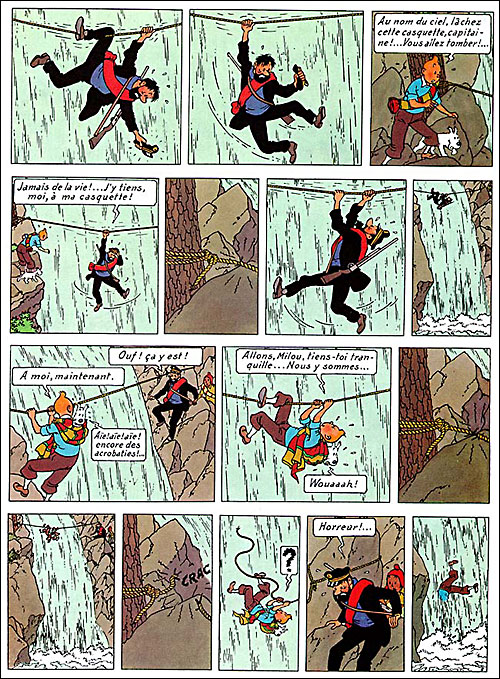 Au nom du ciel, lâchez
cette casquette, capitai-
ne!...Vous allez tomber!...
Jamais de la vie!...J'y tiens,
moi, à ma casquette!
Ouf! ça y est!
A moi, maintenant.
Aïe!aïe!aïe!
encore des
acrobaties!...
Allons, Milou, tiens-toi tran-
quille...Nous y sommes...
Wouaaah!
CRAC
?
Horreur!...